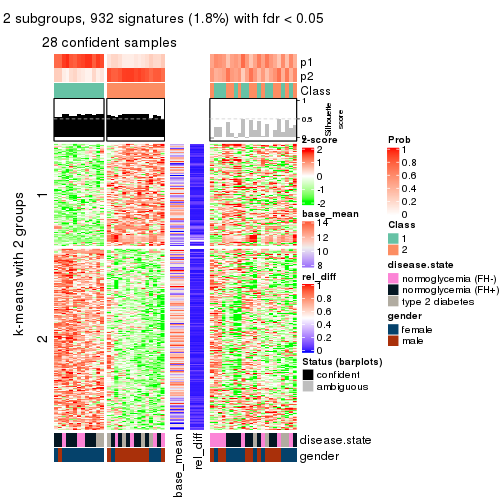 2 subgroups, 932 signatures (1.8%) with fdr < 0.05
28 confident samples
p1
p2
Class
1
0.5
0
Silhouette
score
k-means with 2 groups
1
2
z-score
2
1
0
-1
-2
base_mean
14
12
10
8
rel_diff
1
0.8
0.6
0.4
0.2
0
Status (barplots)
confident
ambiguous
Prob
1
0.8
0.6
0.4
0.2
0
Class
1
2
disease.state
normoglycemia (FH-)
normoglycemia (FH+)
type 2 diabetes
gender
female
male
disease.state
gender
base_mean
rel_diff